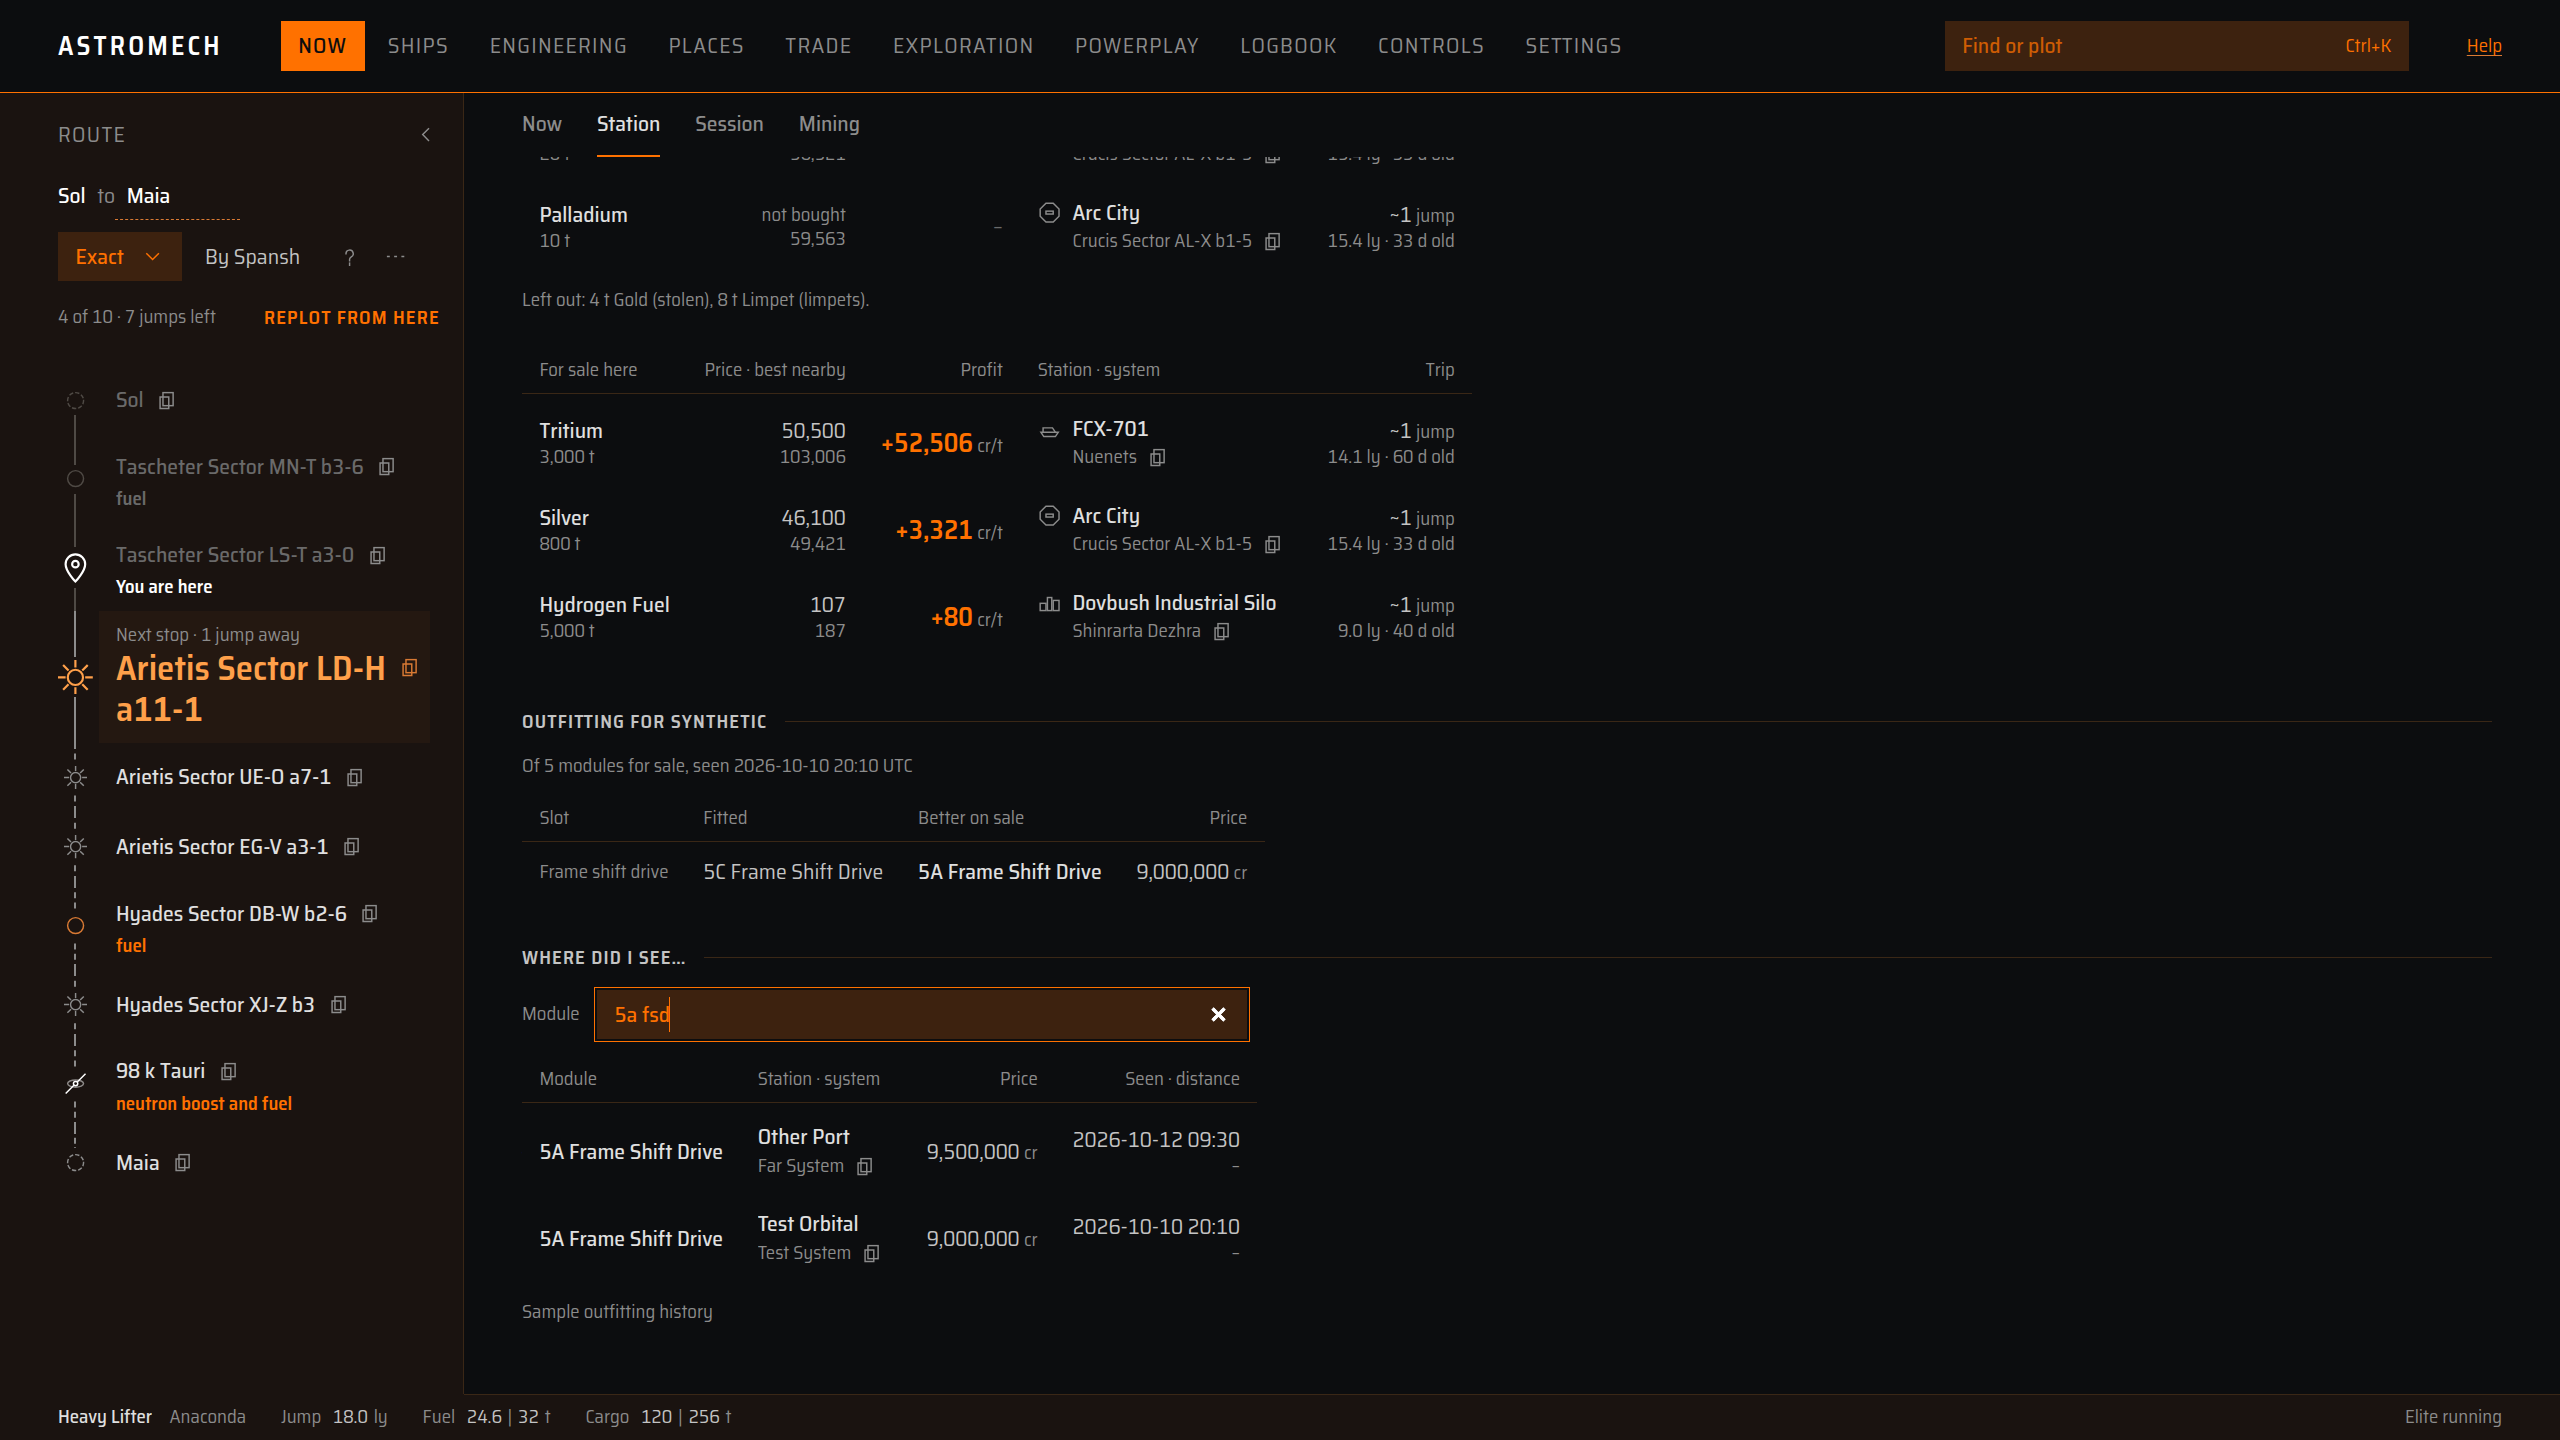 ASTROMECH
NOW SHIPS ENGINEERING PLACES TRADE EXPLORATION POWERPLAY LOGBOOK CONTROLS SETTINGS
Find or plot Ctrl+K
Help
ROUTE
Sol to Maia
Exact By Spansh ? ...
4 of 10 · 7 jumps left REPLOT FROM HERE
Sol
Tascheter Sector MN-T b3-6
fuel
Tascheter Sector LS-T a3-0
You are here
Next stop · 1 jump away
Arietis Sector LD-H
a11-1
Arietis Sector UE-O a7-1
Arietis Sector EG-V a3-1
Hyades Sector DB-W b2-6
fuel
Hyades Sector XJ-Z b3
98 k Tauri
neutron boost and fuel
Maia
Now Station Session Mining
Palladium not bought – Arc City ~1 jump
10 t 59,563 Crucis Sector AL-X b1-5 15.4 ly · 33 d old
Left out: 4 t Gold (stolen), 8 t Limpet (limpets).
For sale here Price · best nearby Profit Station · system Trip
Tritium 50,500 +52,506 cr/t FCX-701 ~1 jump
3,000 t 103,006 Nuenets 14.1 ly · 60 d old
Silver 46,100 +3,321 cr/t Arc City ~1 jump
800 t 49,421 Crucis Sector AL-X b1-5 15.4 ly · 33 d old
Hydrogen Fuel 107 +80 cr/t Dovbush Industrial Silo ~1 jump
5,000 t 187 Shinrarta Dezhra 9.0 ly · 40 d old
OUTFITTING FOR SYNTHETIC
Of 5 modules for sale, seen 2026-10-10 20:10 UTC
Slot Fitted Better on sale Price
Frame shift drive 5C Frame Shift Drive 5A Frame Shift Drive 9,000,000 cr
WHERE DID I SEE...
Module 5a fsd
Module Station · system Price Seen · distance
5A Frame Shift Drive Other Port 9,500,000 cr 2026-10-12 09:30
Far System –
5A Frame Shift Drive Test Orbital 9,000,000 cr 2026-10-10 20:10
Test System –
Sample outfitting history
Heavy Lifter Anaconda Jump 18.0 ly Fuel 24.6 | 32 t Cargo 120 | 256 t
Elite running